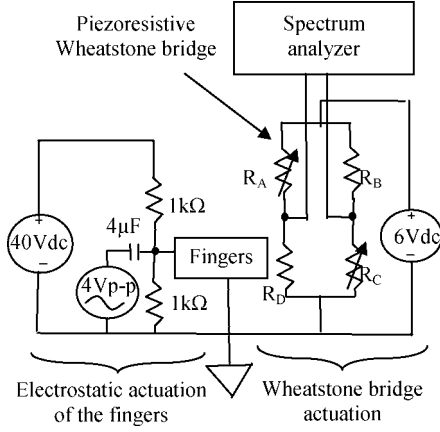 Piezoresistive
Wheatstone bridge
Spectrum
analyzer
R_A
R_B
1kΩ
4µF
+
40Vdc
−
Fingers
+
6Vdc
−
4Vp-p
1kΩ
R_D
R_C
Electrostatic actuation
of the fingers
Wheatstone bridge
actuation